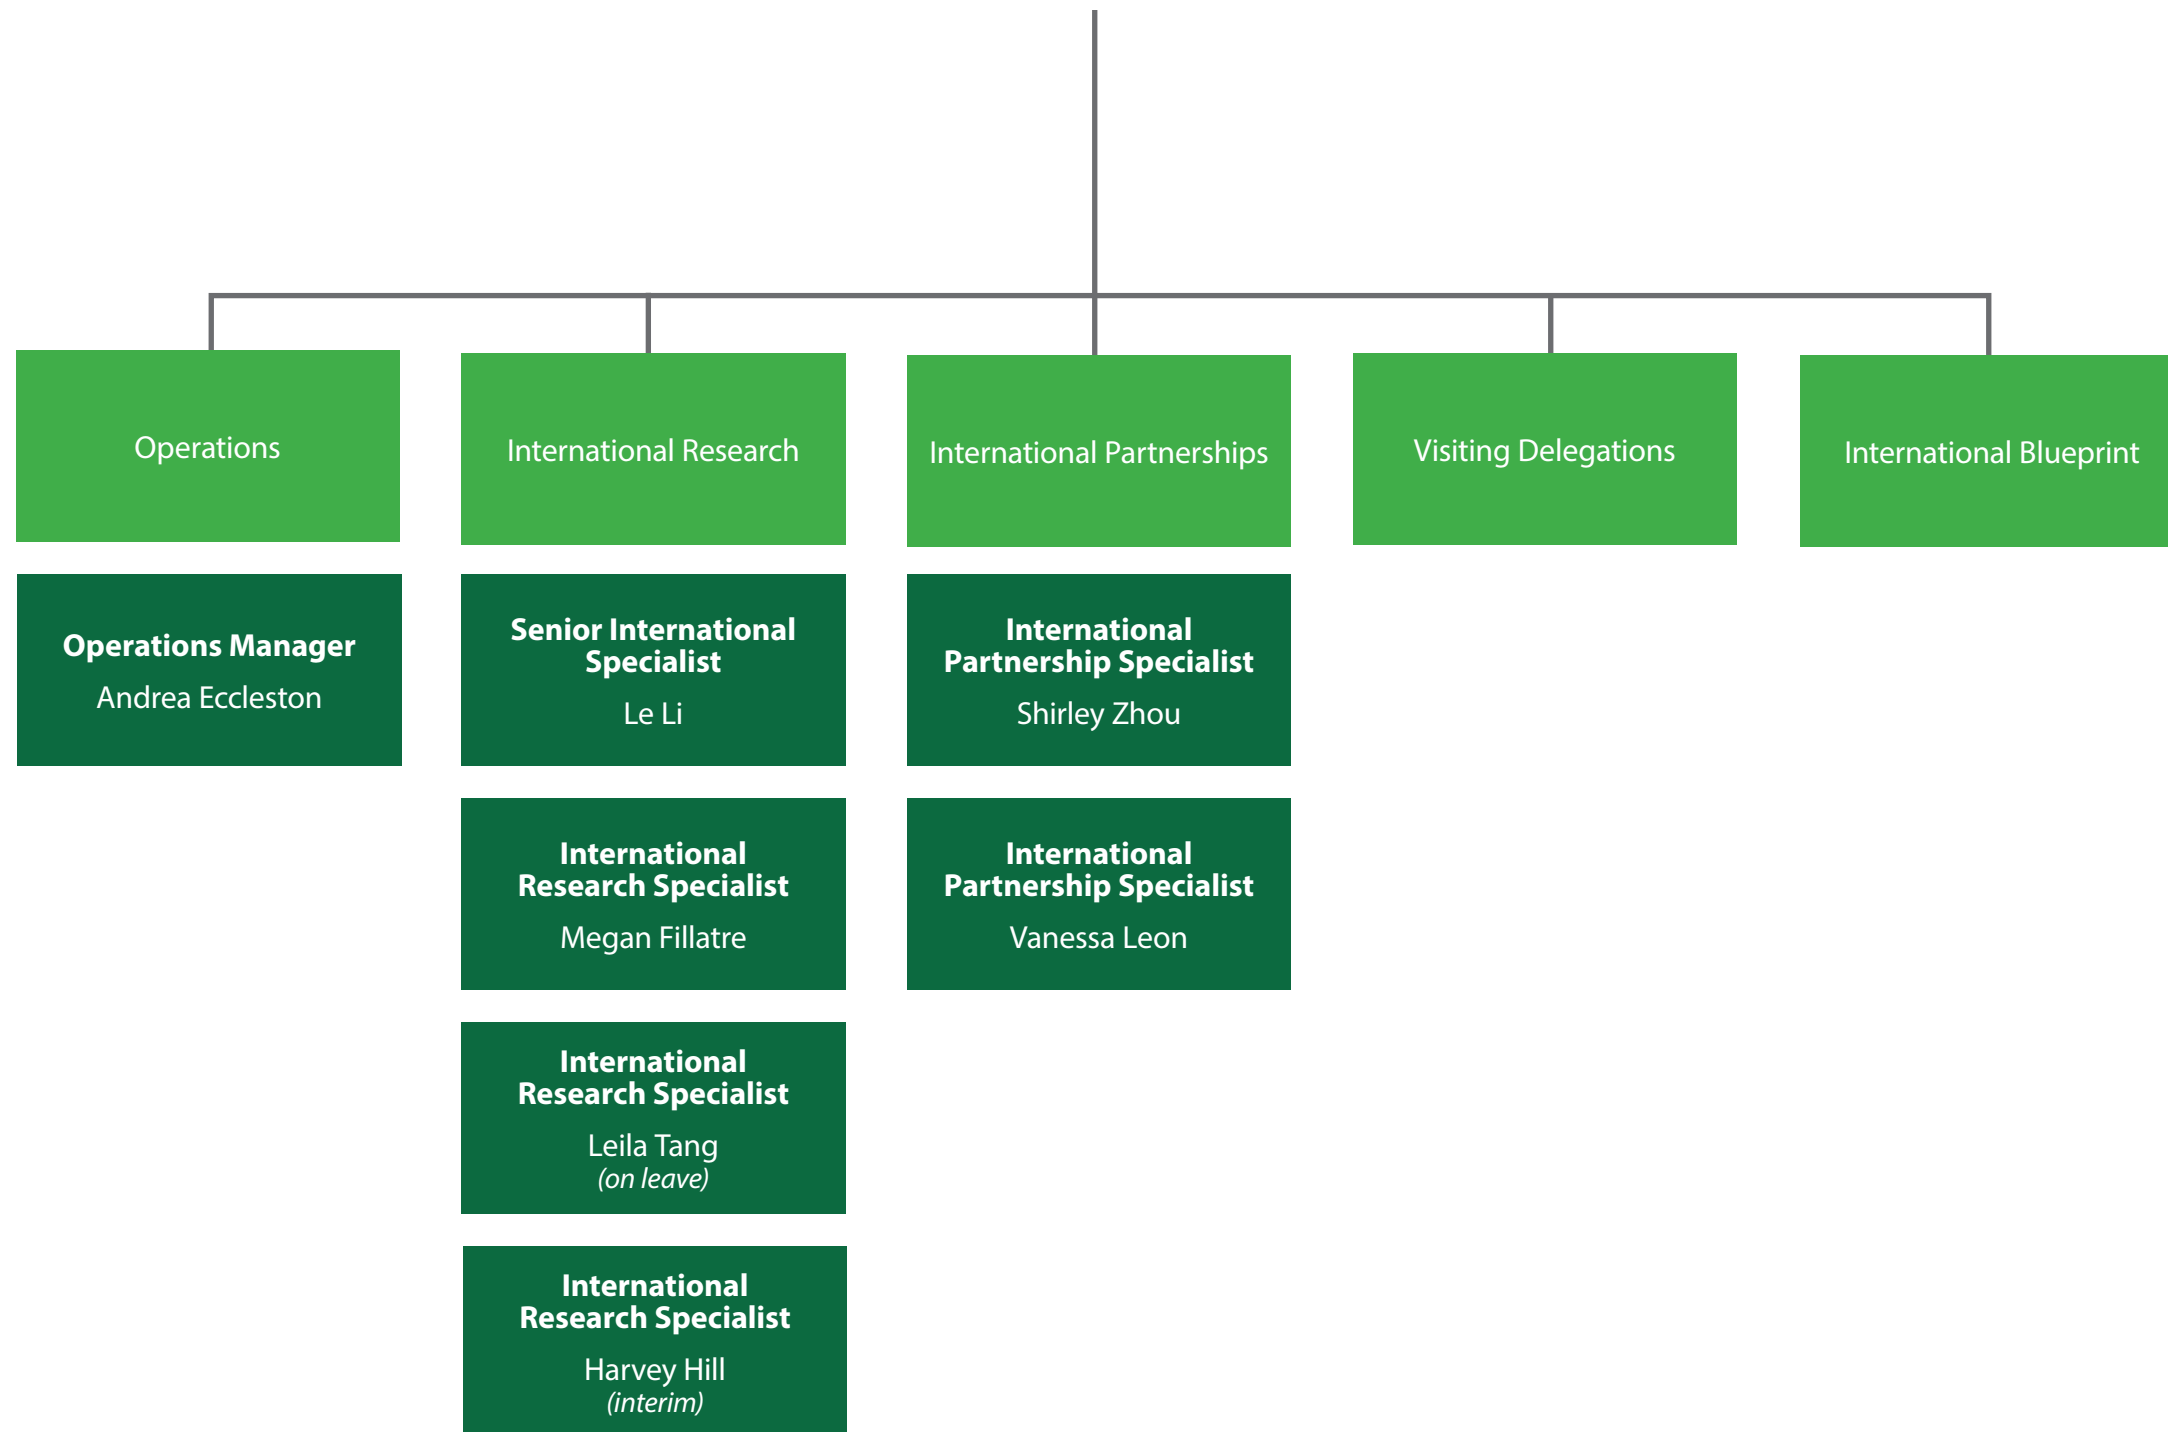 Operations
International Research
International Partnerships
Visiting Delegations
International Blueprint
Operations Manager
Andrea Eccleston
Senior International
Specialist
Le Li
International
Partnership Specialist
Shirley Zhou
International
Research Specialist
Megan Fillatre
International
Partnership Specialist
Vanessa Leon
International
Research Specialist
Leila Tang
(on leave)
International
Research Specialist
Harvey Hill
(interim)